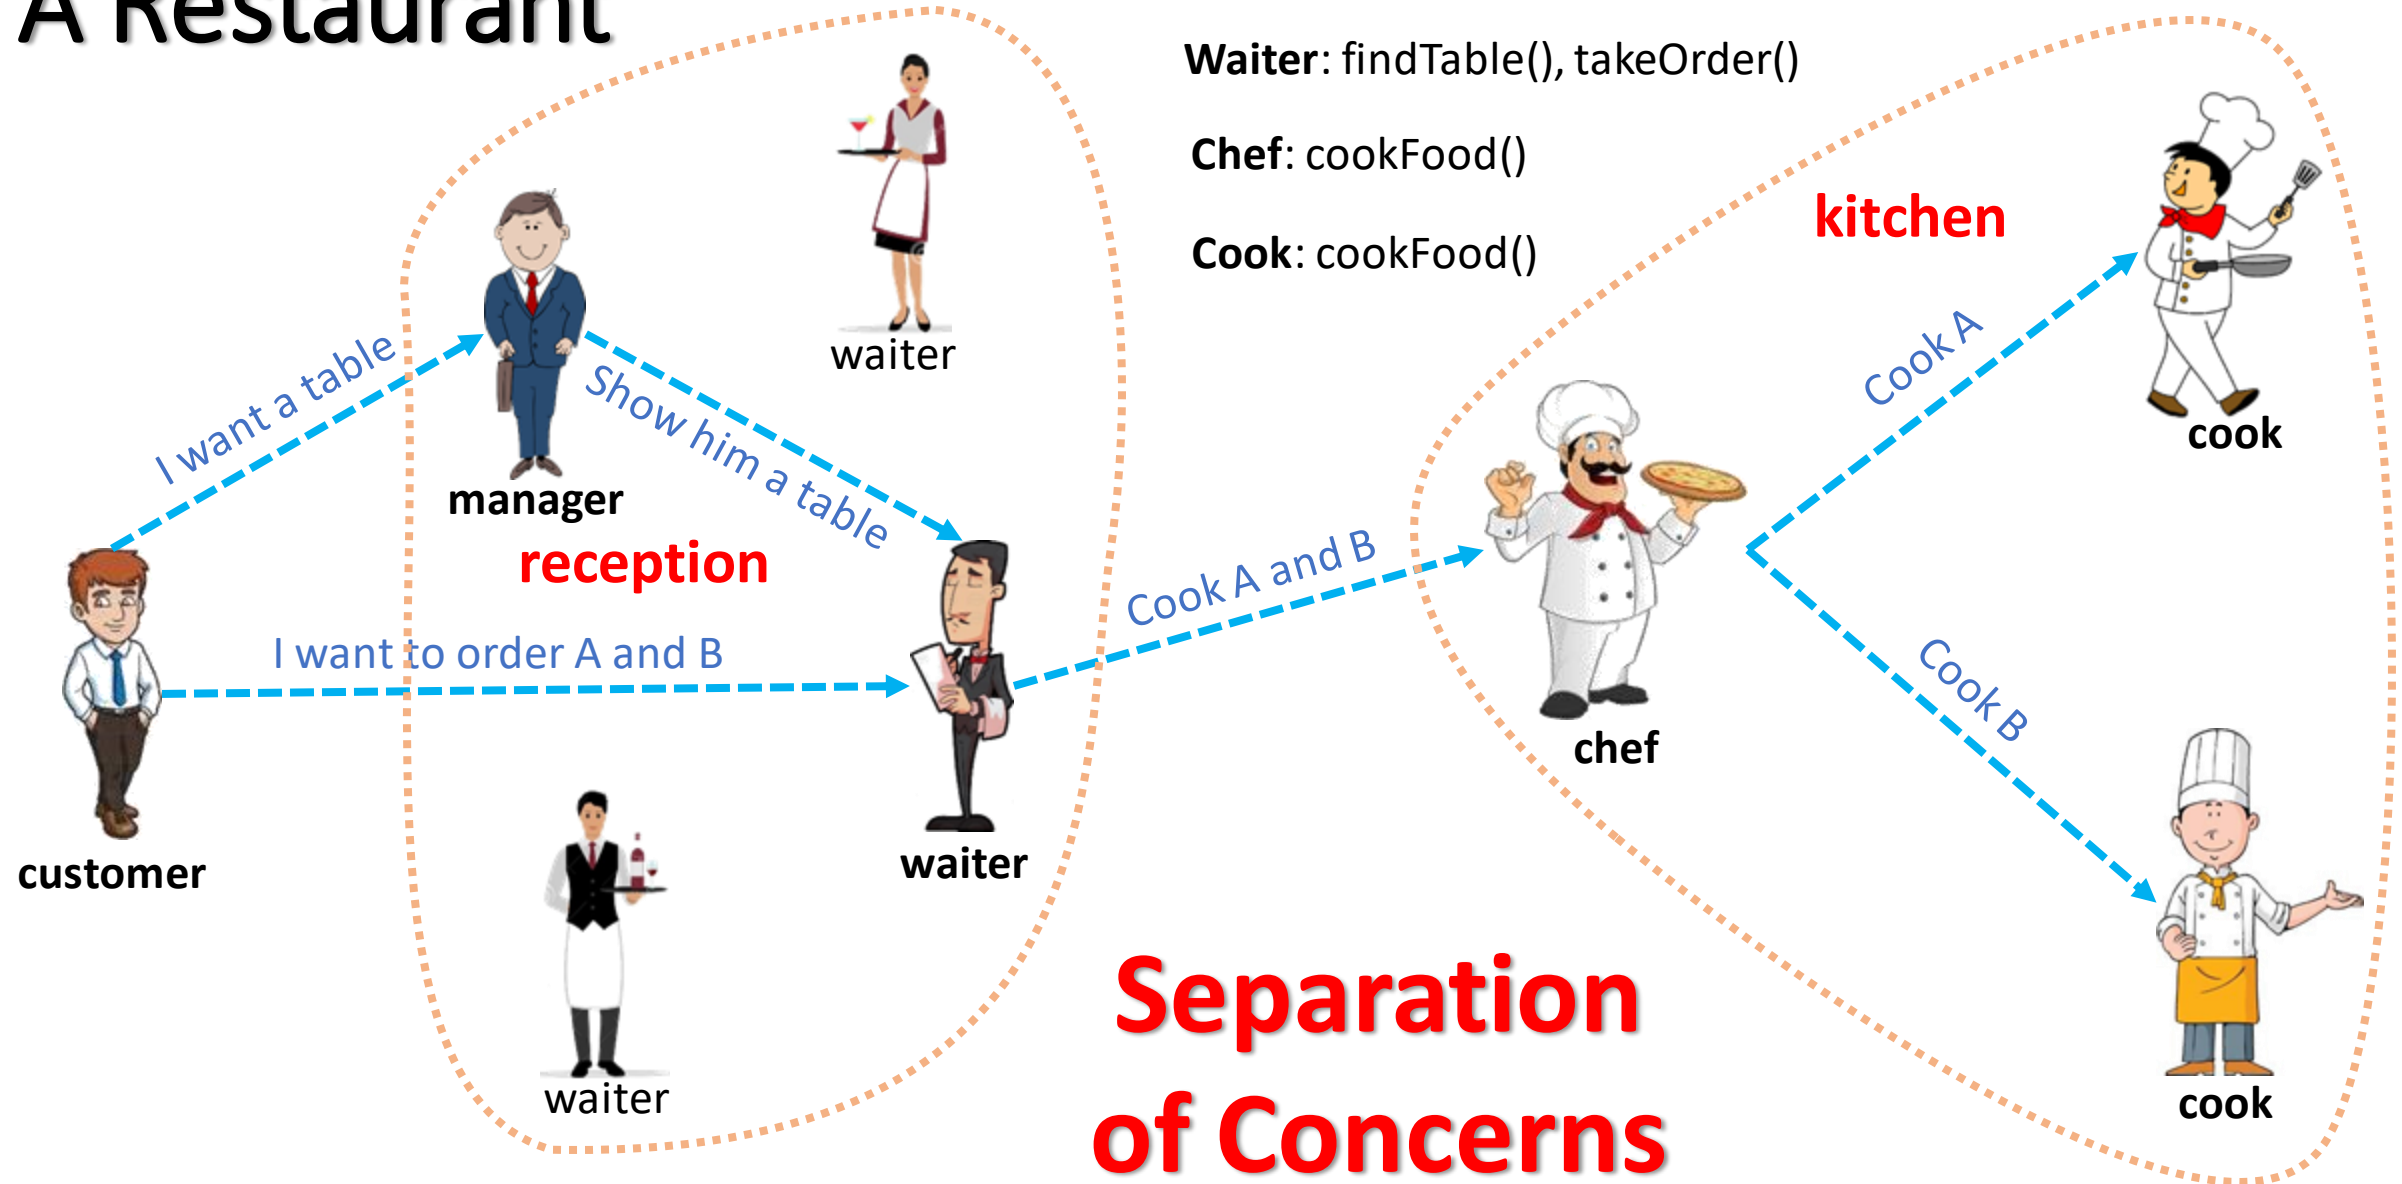 A Restaurant
Waiter: findTable(), takeOrder()
Chef: cookFood()
Cook: cookFood()
kitchen
waiter
I want a table
manager
Show him a table
reception
I want to order A and B
customer
waiter
waiter
Cook A and B
chef
Cook A
cook
Cook B
cook
Separation
of Concerns